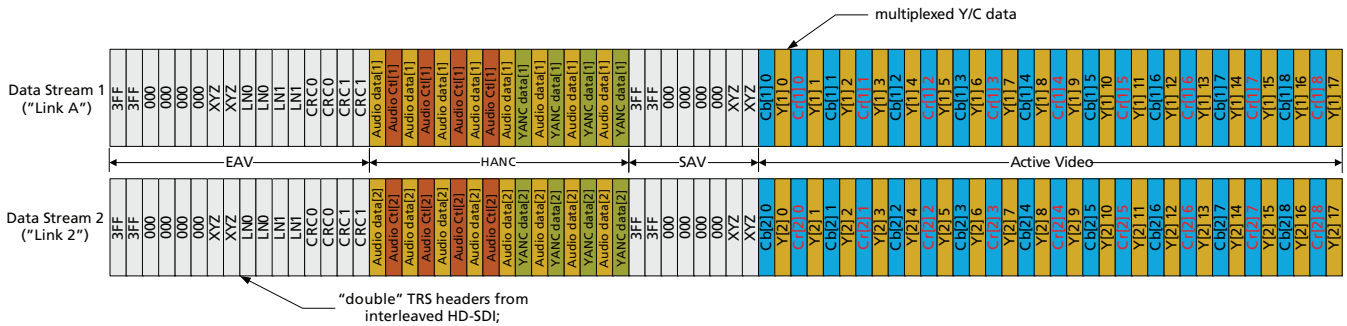 multiplexed Y/C data
Data Stream 1
("Link A")
3FF 3FF 000 000 000 000 XYZ XYZ LN0 LN0 LN1 LN1 CRC0 CRC0 CRC1 CRC1 Audio data[1] Audio Ctl[1] Audio data[1] Audio Ctl[1] Audio data[1] Audio Ctl[1] Audio data[1] Audio Ctl[1] Audio data[1] YANC data[1] Audio data[1] YANC data[1] Audio data[1] YANC data[1] Audio data[1] YANC data[1] 3FF 3FF 000 000 000 000 XYZ XYZ Cb[1] 0 Y[1] 0 Cr[1] 0 Y[1] 1 Cb[1] 1 Y[1] 2 Cr[1] 1 Y[1] 3 Cb[1] 2 Y[1] 4 Cr[1] 2 Y[1] 5 Cb[1] 3 Y[1] 6 Cr[1] 3 Y[1] 7 Cb[1] 4 Y[1] 8 Cr[1] 4 Y[1] 9 Cb[1] 5 Y[1] 10 Cr[1] 5 Y[1] 11 Cb[1] 6 Y[1] 12 Cr[1] 6 Y[1] 13 Cb[1] 7 Y[1] 14 Cr[1] 7 Y[1] 15 Cb[1] 8 Y[1] 16 Cr[1] 8 Y[1] 17
EAV HANC SAV Active Video
Data Stream 2
("Link 2")
3FF 3FF 000 000 000 000 XYZ XYZ LN0 LN0 LN1 LN1 CRC0 CRC0 CRC1 CRC1 Audio data[2] Audio Ctl[2] Audio data[2] Audio Ctl[2] Audio data[2] Audio Ctl[2] Audio data[2] Audio Ctl[2] Audio data[2] YANC data[2] Audio data[2] YANC data[2] Audio data[2] YANC data[2] Audio data[2] YANC data[2] 3FF 3FF 000 000 000 000 XYZ XYZ Cb[2] 0 Y[2] 0 Cr[2] 0 Y[2] 1 Cb[2] 1 Y[2] 2 Cr[2] 1 Y[2] 3 Cb[2] 2 Y[2] 4 Cr[2] 2 Y[2] 5 Cb[2] 3 Y[2] 6 Cr[2] 3 Y[2] 7 Cb[2] 4 Y[2] 8 Cr[2] 4 Y[2] 9 Cb[2] 5 Y[2] 10 Cr[2] 5 Y[2] 11 Cb[2] 6 Y[2] 12 Cr[2] 6 Y[2] 13 Cb[2] 7 Y[2] 14 Cr[2] 7 Y[2] 15 Cb[2] 8 Y[2] 16 Cr[2] 8 Y[2] 17
"double" TRS headers from
interleaved HD-SDI;